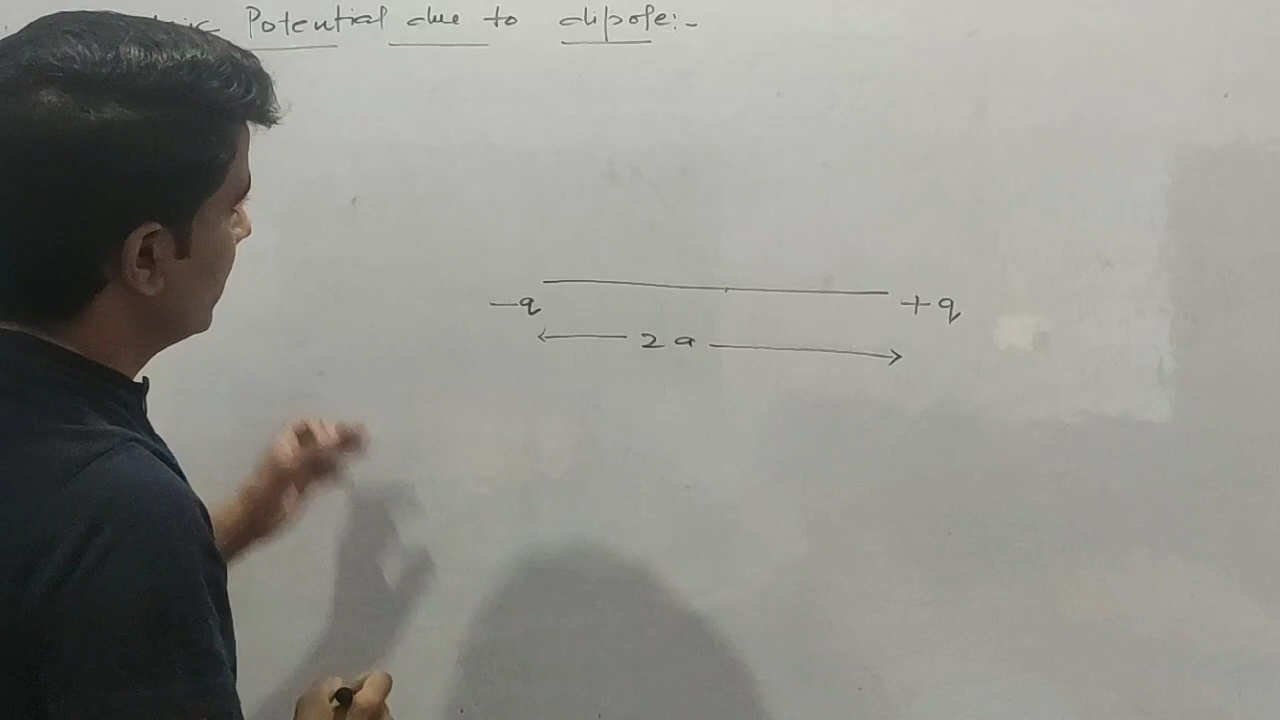 Potential due to dipole:-
-q +q
2a